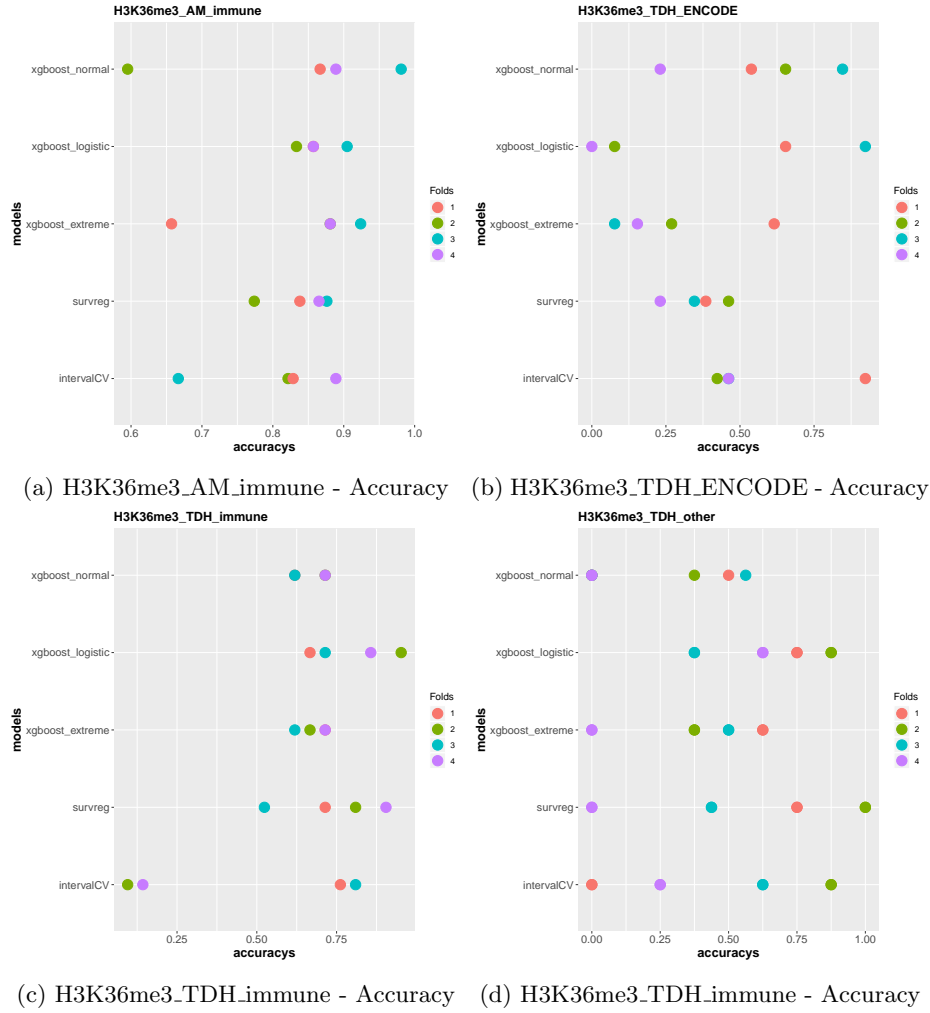 H3K36me3_AM_immune
xgboost_normal
xgboost_logistic
xgboost_extreme
survreg
intervalCV
models
0.6 0.7 0.8 0.9 1.0
accuracys
Folds
1
2
3
4
(a) H3K36me3_AM_immune - Accuracy
H3K36me3_TDH_ENCODE
xgboost_normal
xgboost_logistic
xgboost_extreme
survreg
intervalCV
models
0.00 0.25 0.50 0.75
accuracys
Folds
1
2
3
4
(b) H3K36me3_TDH_ENCODE - Accuracy
H3K36me3_TDH_immune
xgboost_normal
xgboost_logistic
xgboost_extreme
survreg
intervalCV
models
0.25 0.50 0.75
accuracys
Folds
1
2
3
4
(c) H3K36me3_TDH_immune - Accuracy
H3K36me3_TDH_other
xgboost_normal
xgboost_logistic
xgboost_extreme
survreg
intervalCV
models
0.00 0.25 0.50 0.75 1.00
accuracys
Folds
1
2
3
4
(d) H3K36me3_TDH_immune - Accuracy